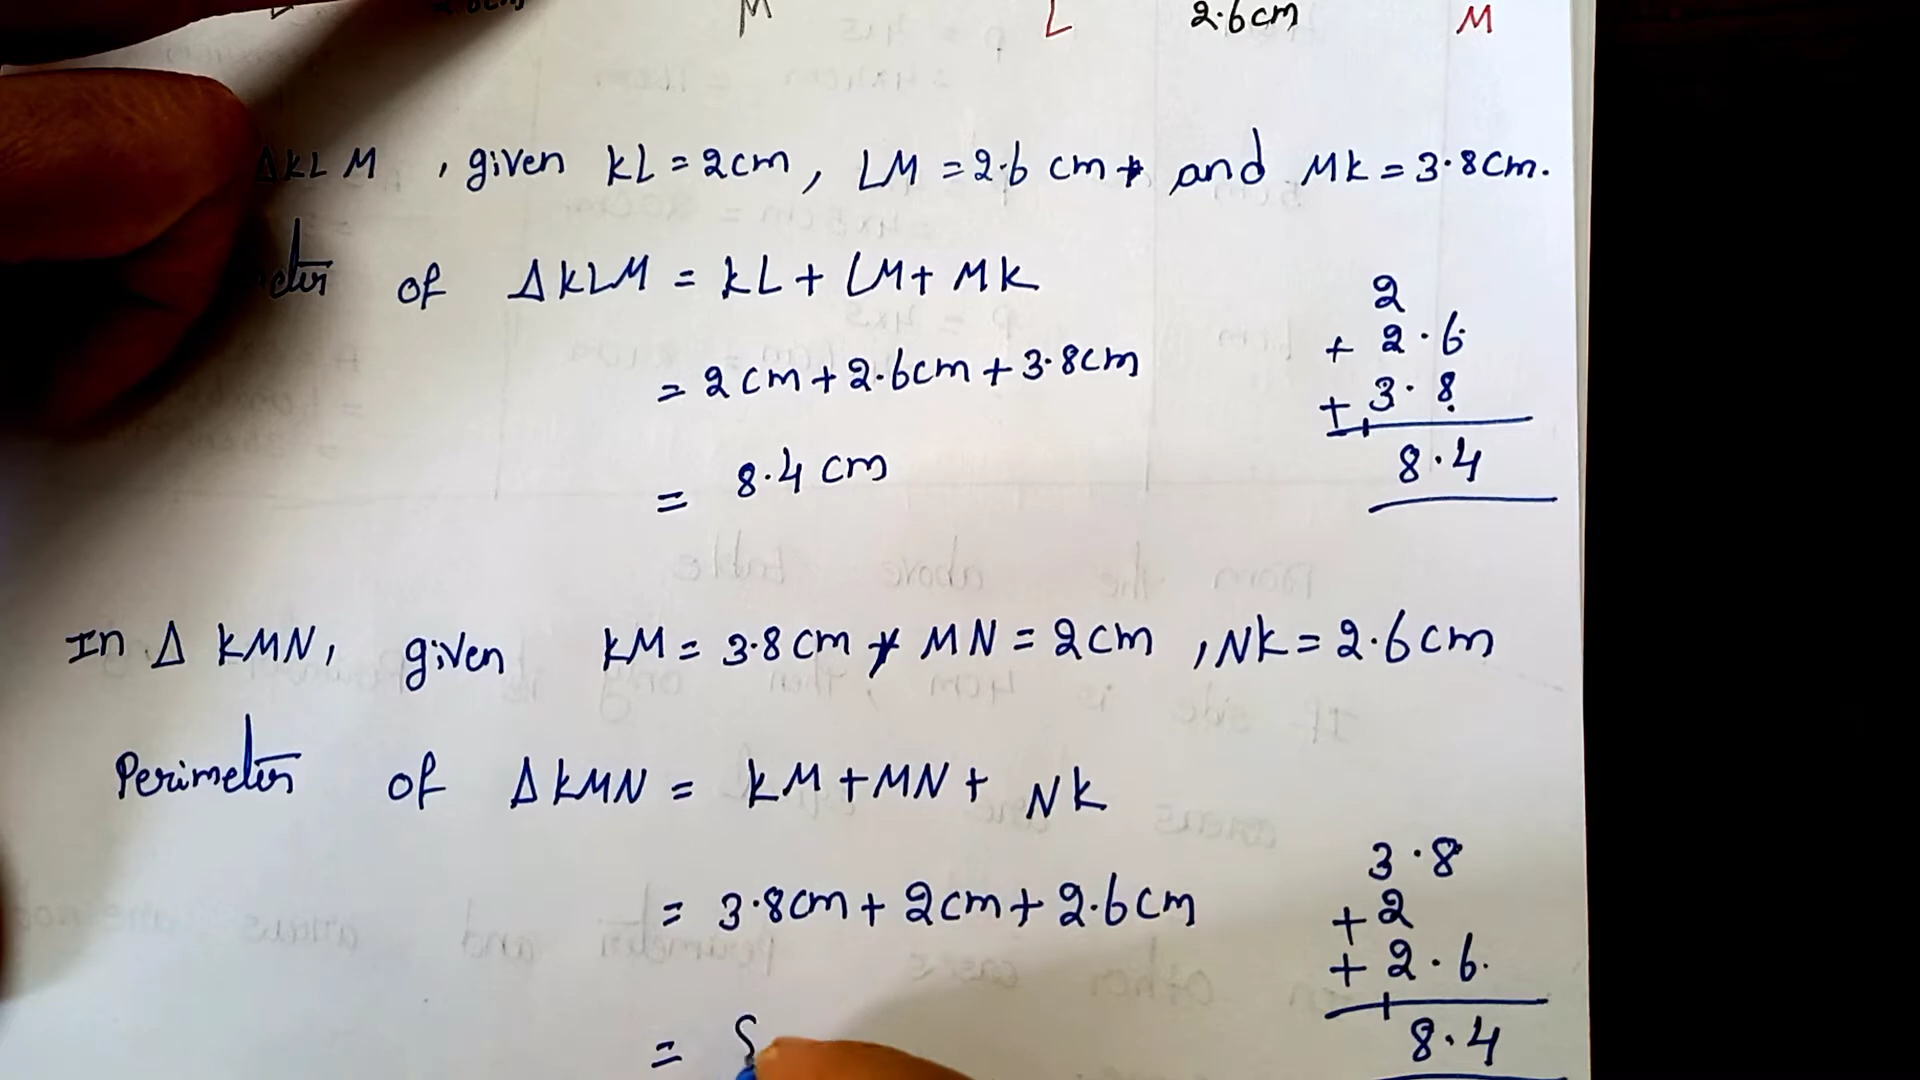 M L 2.6cm M
ΔKLM , given KL = 2cm, LM = 2.6 cm and MK = 3.8cm.
of ΔKLM = KL + LM + MK
= 2cm + 2.6cm + 3.8cm
= 8.4 cm
2
+ 2.6
+ 3.8
8.4
In Δ KMN, given KM = 3.8cm , MN = 2cm , NK = 2.6cm
Perimeter of ΔKMN = KM + MN + NK
= 3.8cm + 2cm + 2.6cm
=
3.8
+ 2
+ 2.6
8.4